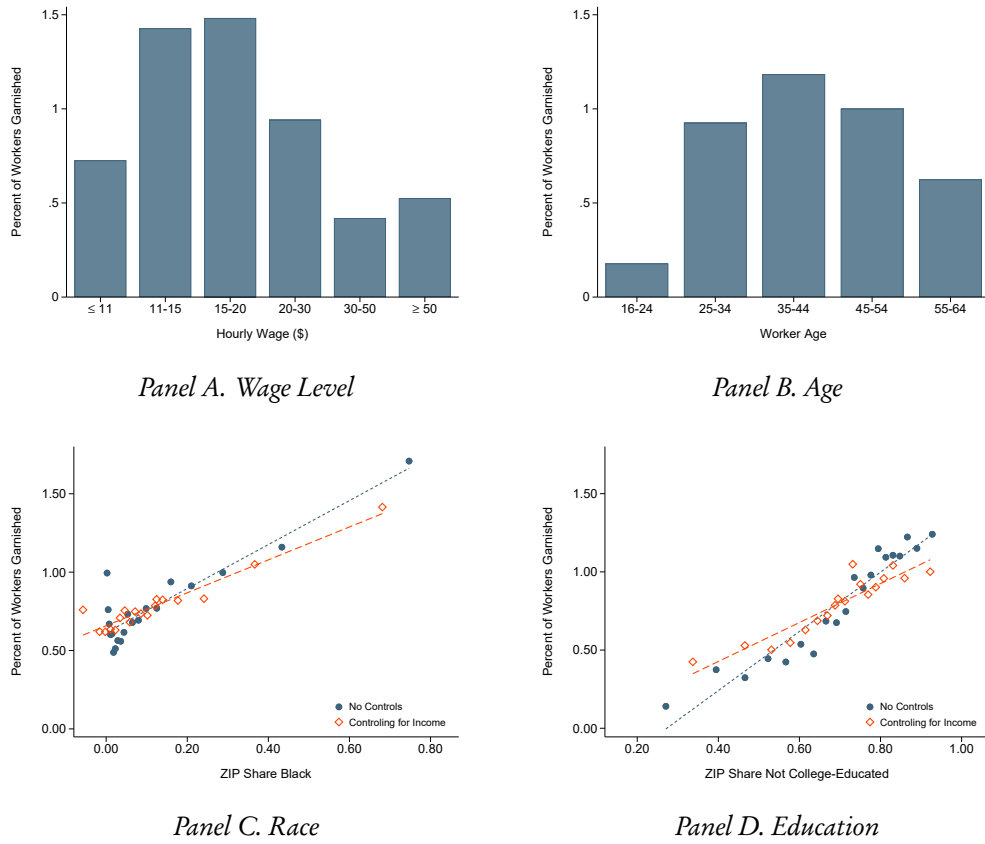 Percent of Workers Garnished
1.5
1
.5
0
≤ 11 11-15 15-20 20-30 30-50 ≥ 50
Hourly Wage ($)
Panel A. Wage Level
Percent of Workers Garnished
1.5
1
.5
0
16-24 25-34 35-44 45-54 55-64
Worker Age
Panel B. Age
Percent of Workers Garnished
1.50
1.00
0.50
0.00
No Controls
Controling for Income
0.00 0.20 0.40 0.60 0.80
ZIP Share Black
Panel C. Race
Percent of Workers Garnished
1.50
1.00
0.50
0.00
No Controls
Controling for Income
0.20 0.40 0.60 0.80 1.00
ZIP Share Not College-Educated
Panel D. Education